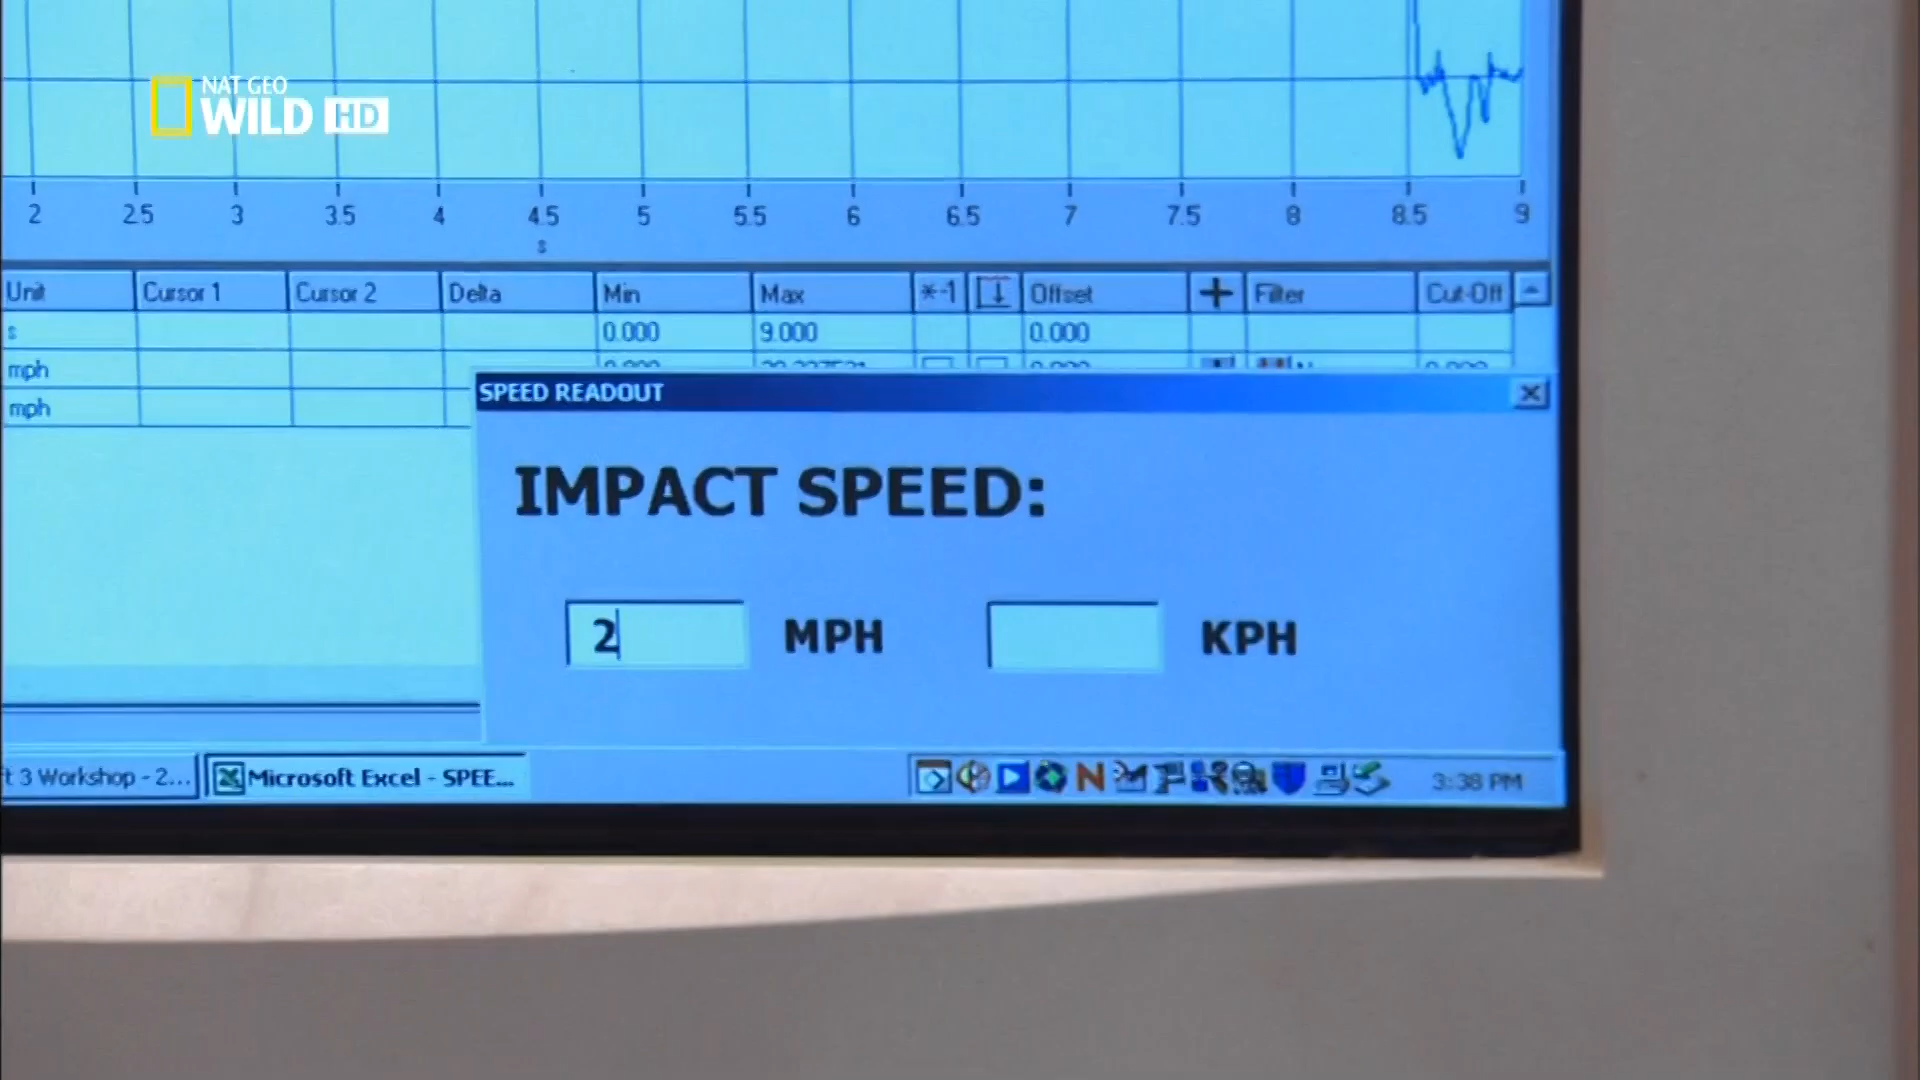 NAT GEO
WILD HD
2 2.5 3 3.5 4 4.5 5 5.5 6 6.5 7 7.5 8 8.5 9
s
Unit Cursor 1 Cursor 2 Delta Min Max *-1 Offset + Filter Cut-Off
s 0.000 9.000 0.000
mph
mph
SPEED READOUT
IMPACT SPEED:
2 MPH KPH
t 3 Workshop - 2... Microsoft Excel - SPEE... N 3:38 PM